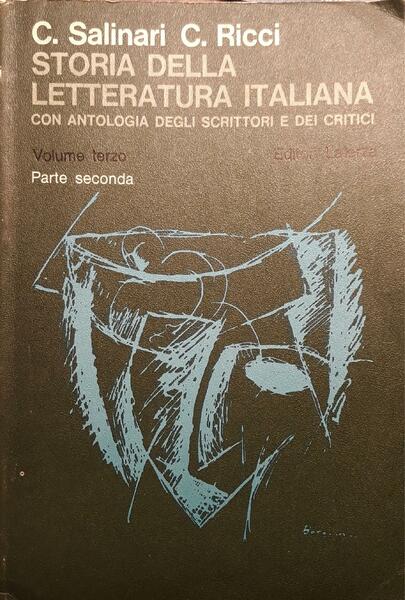 C. Salinari C. Ricci
STORIA DELLA
LETTERATURA ITALIANA
CON ANTOLOGIA DEGLI SCRITTORI E DEI CRITICI
Volume terzo Editori Laterza
Parte seconda